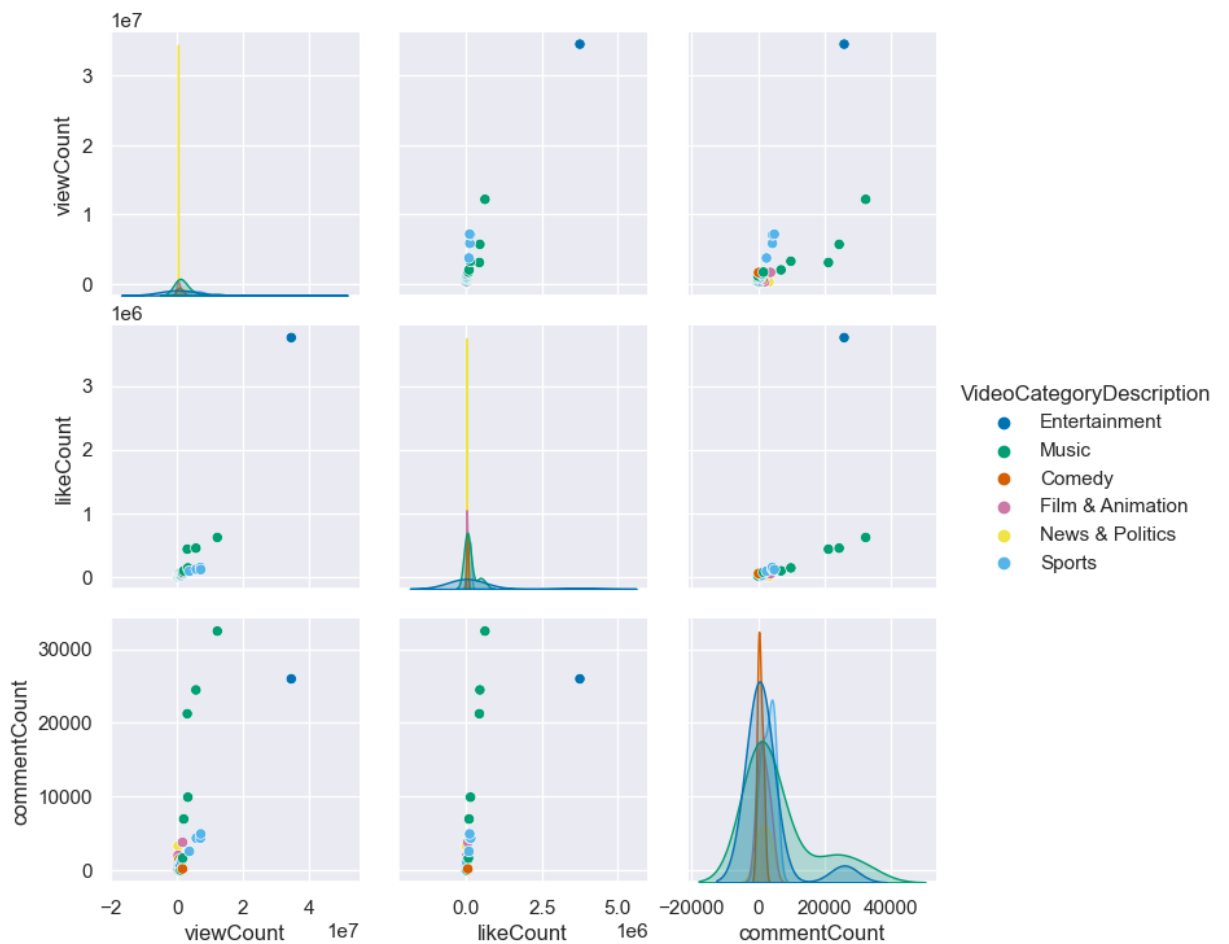 1e7
3
2
1
0
viewCount
1e6
3
2
1
0
likeCount
VideoCategoryDescription
Entertainment
Music
Comedy
Film & Animation
News & Politics
Sports
30000
20000
10000
0
commentCount
−2 0 2 4
1e7
viewCount
0.0 2.5 5.0
1e6
likeCount
−20000 0 20000 40000
commentCount